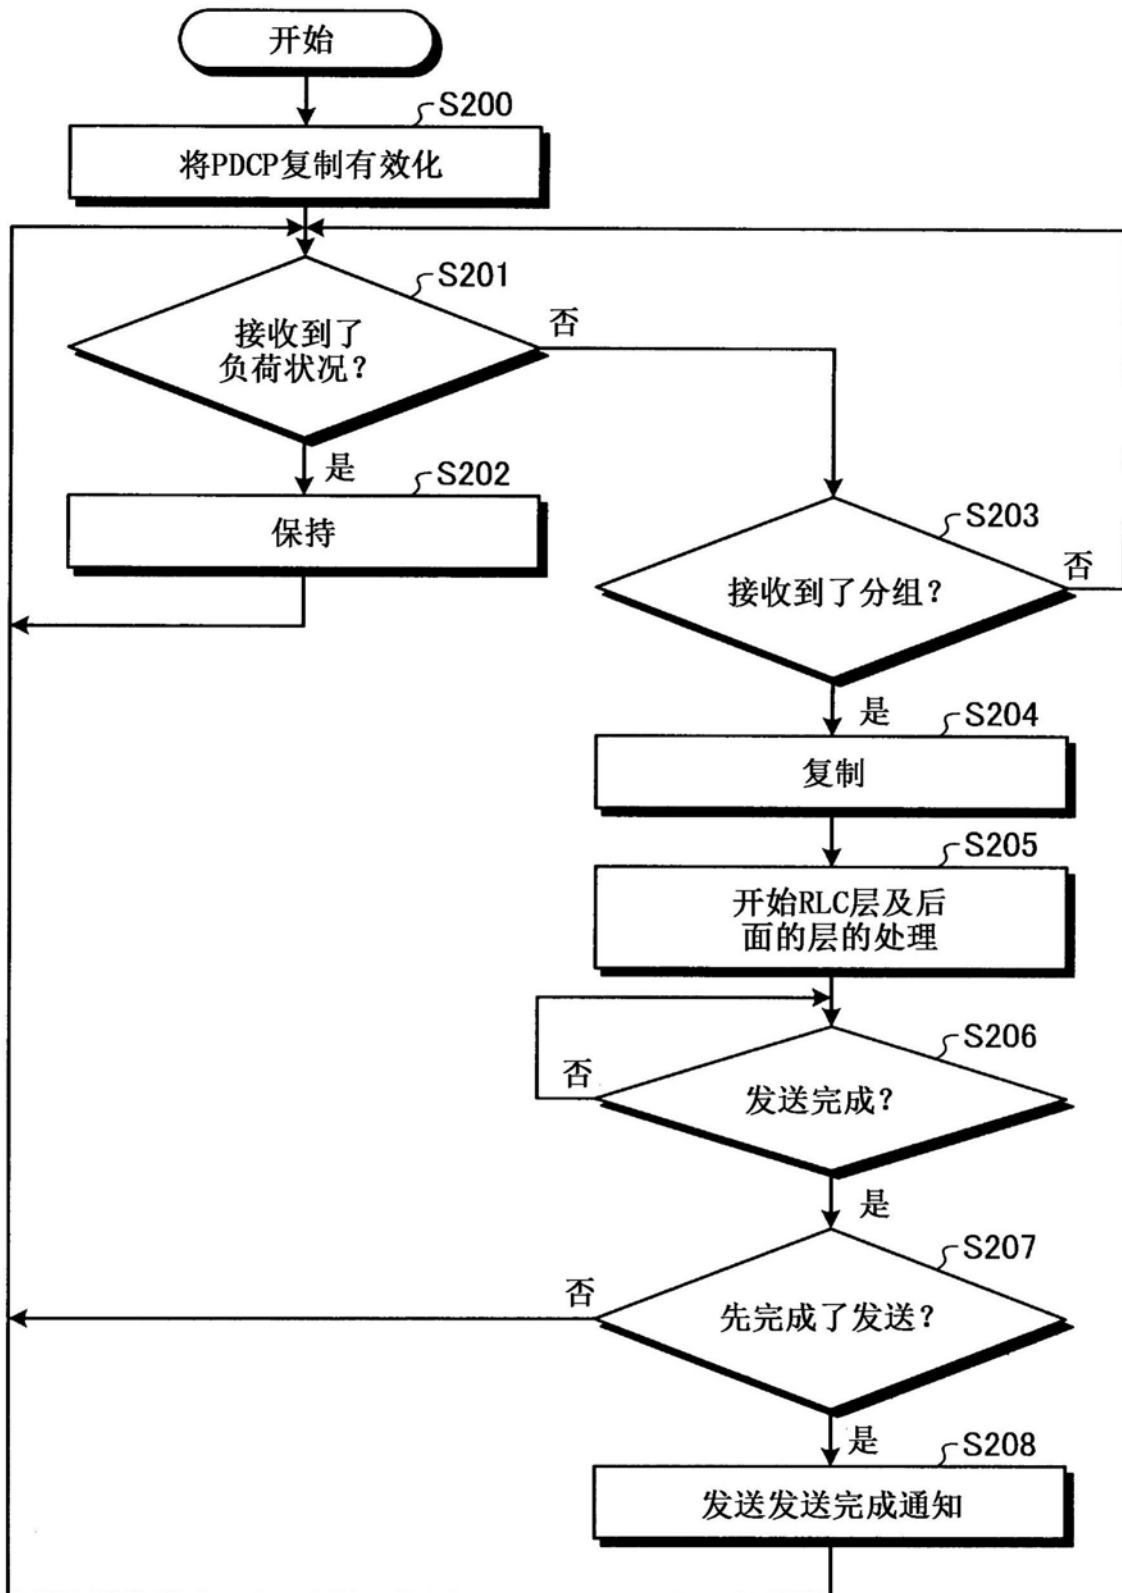 开始
S200
将PDCP复制有效化
S201
接收到了
负荷状况？
否
是
S202
保持
S203
接收到了分组？
否
是
S204
复制
S205
开始RLC层及后
面的层的处理
S206
发送完成？
否
是
S207
先完成了发送？
否
是
S208
发送发送完成通知